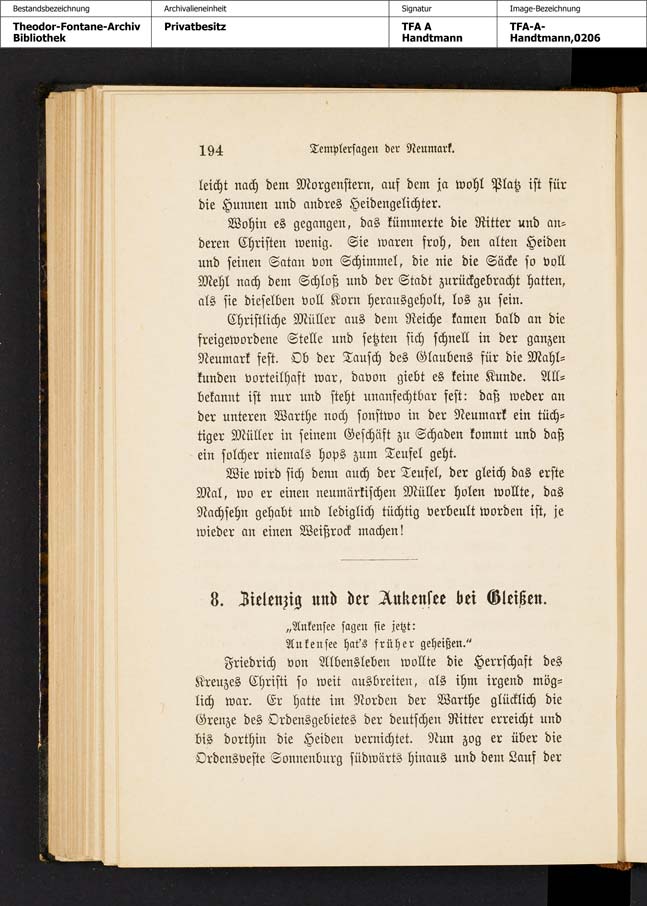 Bestandsbezeichnung Archivalieneinheit Signatur Image-Bezeichnung
Theodor-Fontane-Archiv Privatbesitz TFA A TFA-A-
Bibliothek Handtmann Handtmann,0206
194 Templersagen der Neumark.
leicht nach dem Morgenstern, auf dem ja wohl Platz ist für
die Hunnen und andres Heidengelichter.
Wohin es gegangen, das kümmerte die Ritter und an-
deren Christen wenig. Sie waren froh, den alten Heiden
und seinen Satan von Schimmel, die nie die Säcke so voll
Mehl nach dem Schloß und der Stadt zurückgebracht hatten,
als sie dieselben voll Korn herausgeholt, los zu sein.
Christliche Müller aus dem Reiche kamen bald an die
freigewordene Stelle und setzten sich schnell in der ganzen
Neumark fest. Ob der Tausch des Glaubens für die Mahl-
kunden vorteilhaft war, davon giebt es keine Kunde. All-
bekannt ist nur und steht unanfechtbar fest: daß weder an
der unteren Warthe noch sonstwo in der Neumark ein tüch-
tiger Müller in seinem Geschäft zu Schaden kommt und daß
ein solcher niemals hops zum Teufel geht.
Wie wird sich denn auch der Teufel, der gleich das erste
Mal, wo er einen neumärkischen Müller holen wollte, das
Nachsehn gehabt und lediglich tüchtig verbeult worden ist, je
wieder an einen Weißrock machen!
8. Zielenzig und der Ankensee bei Gleißen.
„Ankensee sagen sie jetzt:
Aukensee hat's früher geheißen.“
Friedrich von Albensleben wollte die Herrschaft des
Kreuzes Christi so weit ausbreiten, als ihm irgend mög-
lich war. Er hatte im Norden der Warthe glücklich die
Grenze des Ordensgebietes der deutschen Ritter erreicht und
bis dorthin die Heiden vernichtet. Nun zog er über die
Ordensveste Sonnenburg südwärts hinaus und dem Lauf der